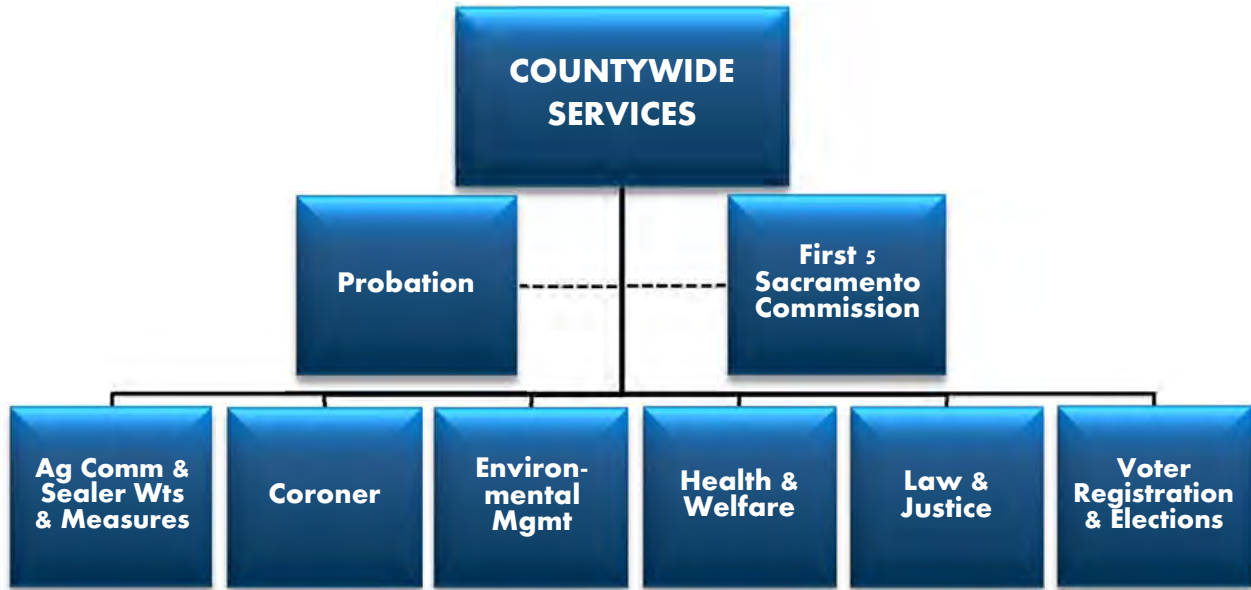 COUNTYWIDE
SERVICES
Probation
First 5
Sacramento
Commission
Ag Comm &
Sealer Wts
& Measures
Coroner
Environ-
mental
Mgmt
Health &
Welfare
Law &
Justice
Voter
Registration
& Elections